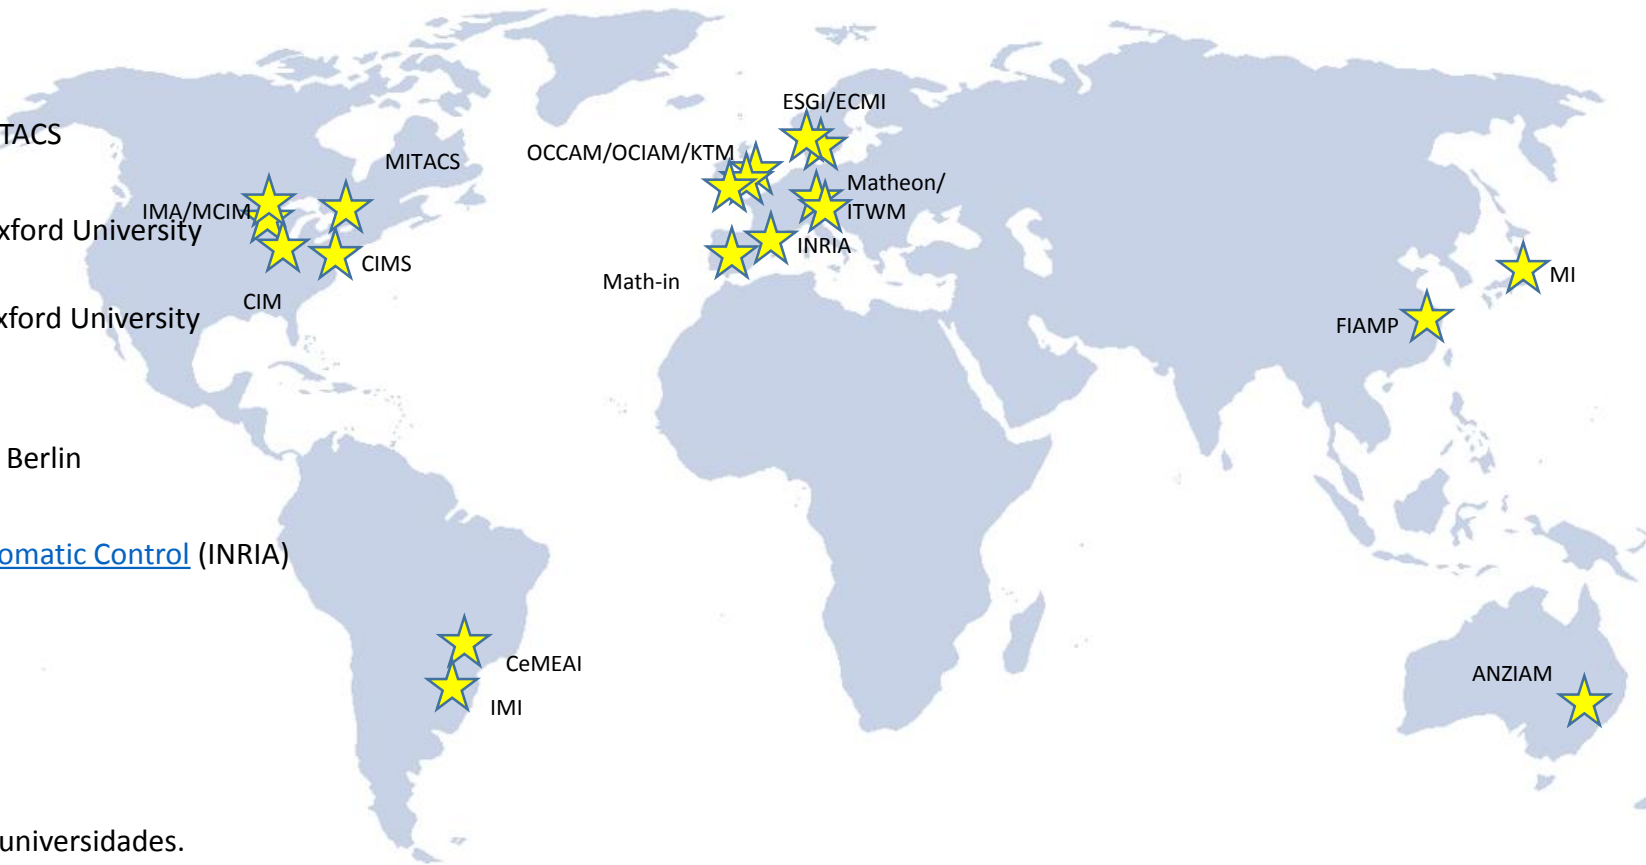 TACS
xford University
xford University
Berlin
omatic Control (INRIA)
universidades.
ESGI/ECMI
OCCAM/OCIAM/KTM
MITACS
Matheon/
ITWM
IMA/MCIM
INRIA
CIMS
Math-in
CIM
MI
FIAMP
CeMEAI
IMI
ANZIAM